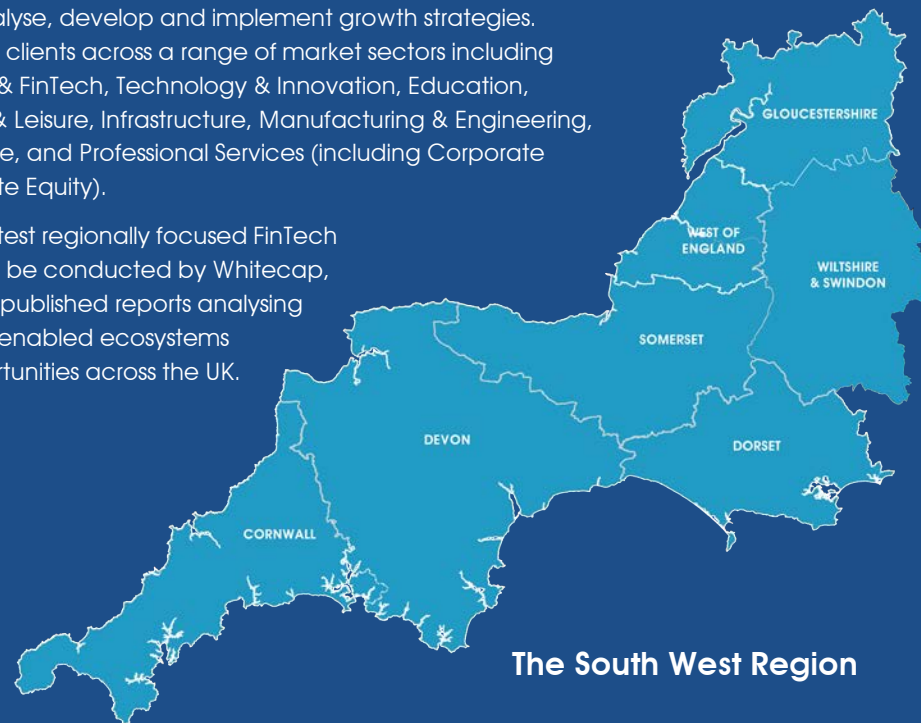 alyse, develop and implement growth strategies.
clients across a range of market sectors including
& FinTech, Technology & Innovation, Education,
& Leisure, Infrastructure, Manufacturing & Engineering,
e, and Professional Services (including Corporate
te Equity).
test regionally focused FinTech
be conducted by Whitecap,
published reports analysing
enabled ecosystems
rtunities across the UK.
GLOUCESTERSHIRE
WEST OF
ENGLAND
WILTSHIRE
& SWINDON
SOMERSET
DEVON
DORSET
CORNWALL
The South West Region